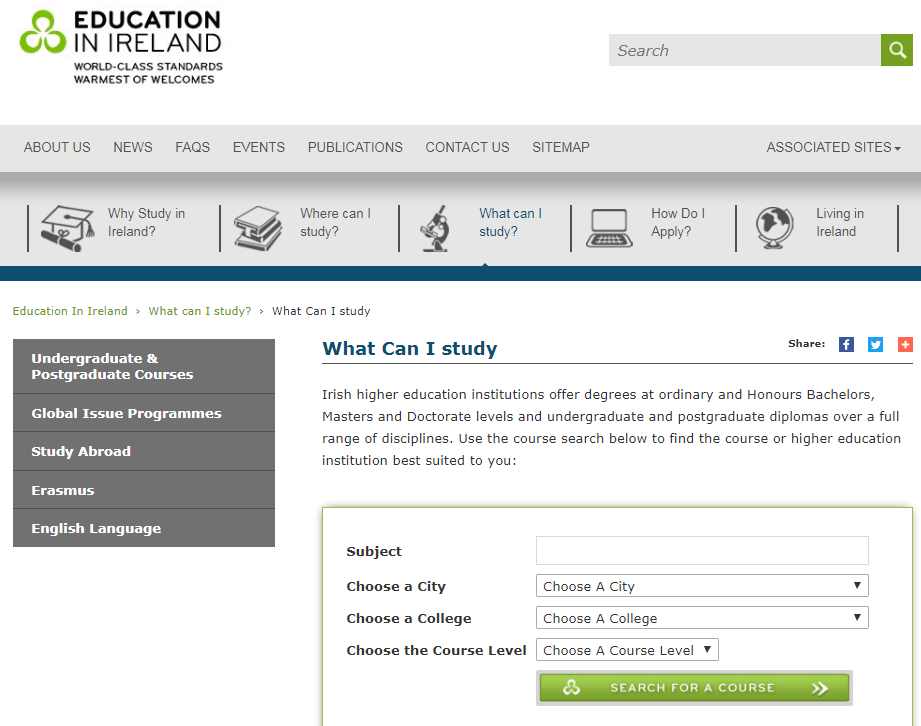 EDUCATION
IN IRELAND
WORLD-CLASS STANDARDS
WARMEST OF WELCOMES
Search
ABOUT US NEWS FAQS EVENTS PUBLICATIONS CONTACT US SITEMAP ASSOCIATED SITES
Why Study in
Ireland?
Where can I
study?
What can I
study?
How Do I
Apply?
Living in
Ireland
Education In Ireland › What can I study? › What Can I study
Undergraduate &
Postgraduate Courses
Global Issue Programmes
Study Abroad
Erasmus
English Language
What Can I study
Share:
Irish higher education institutions offer degrees at ordinary and Honours Bachelors,
Masters and Doctorate levels and undergraduate and postgraduate diplomas over a full
range of disciplines. Use the course search below to find the course or higher education
institution best suited to you:
Subject
Choose a City Choose A City
Choose a College Choose A College
Choose the Course Level Choose A Course Level
SEARCH FOR A COURSE